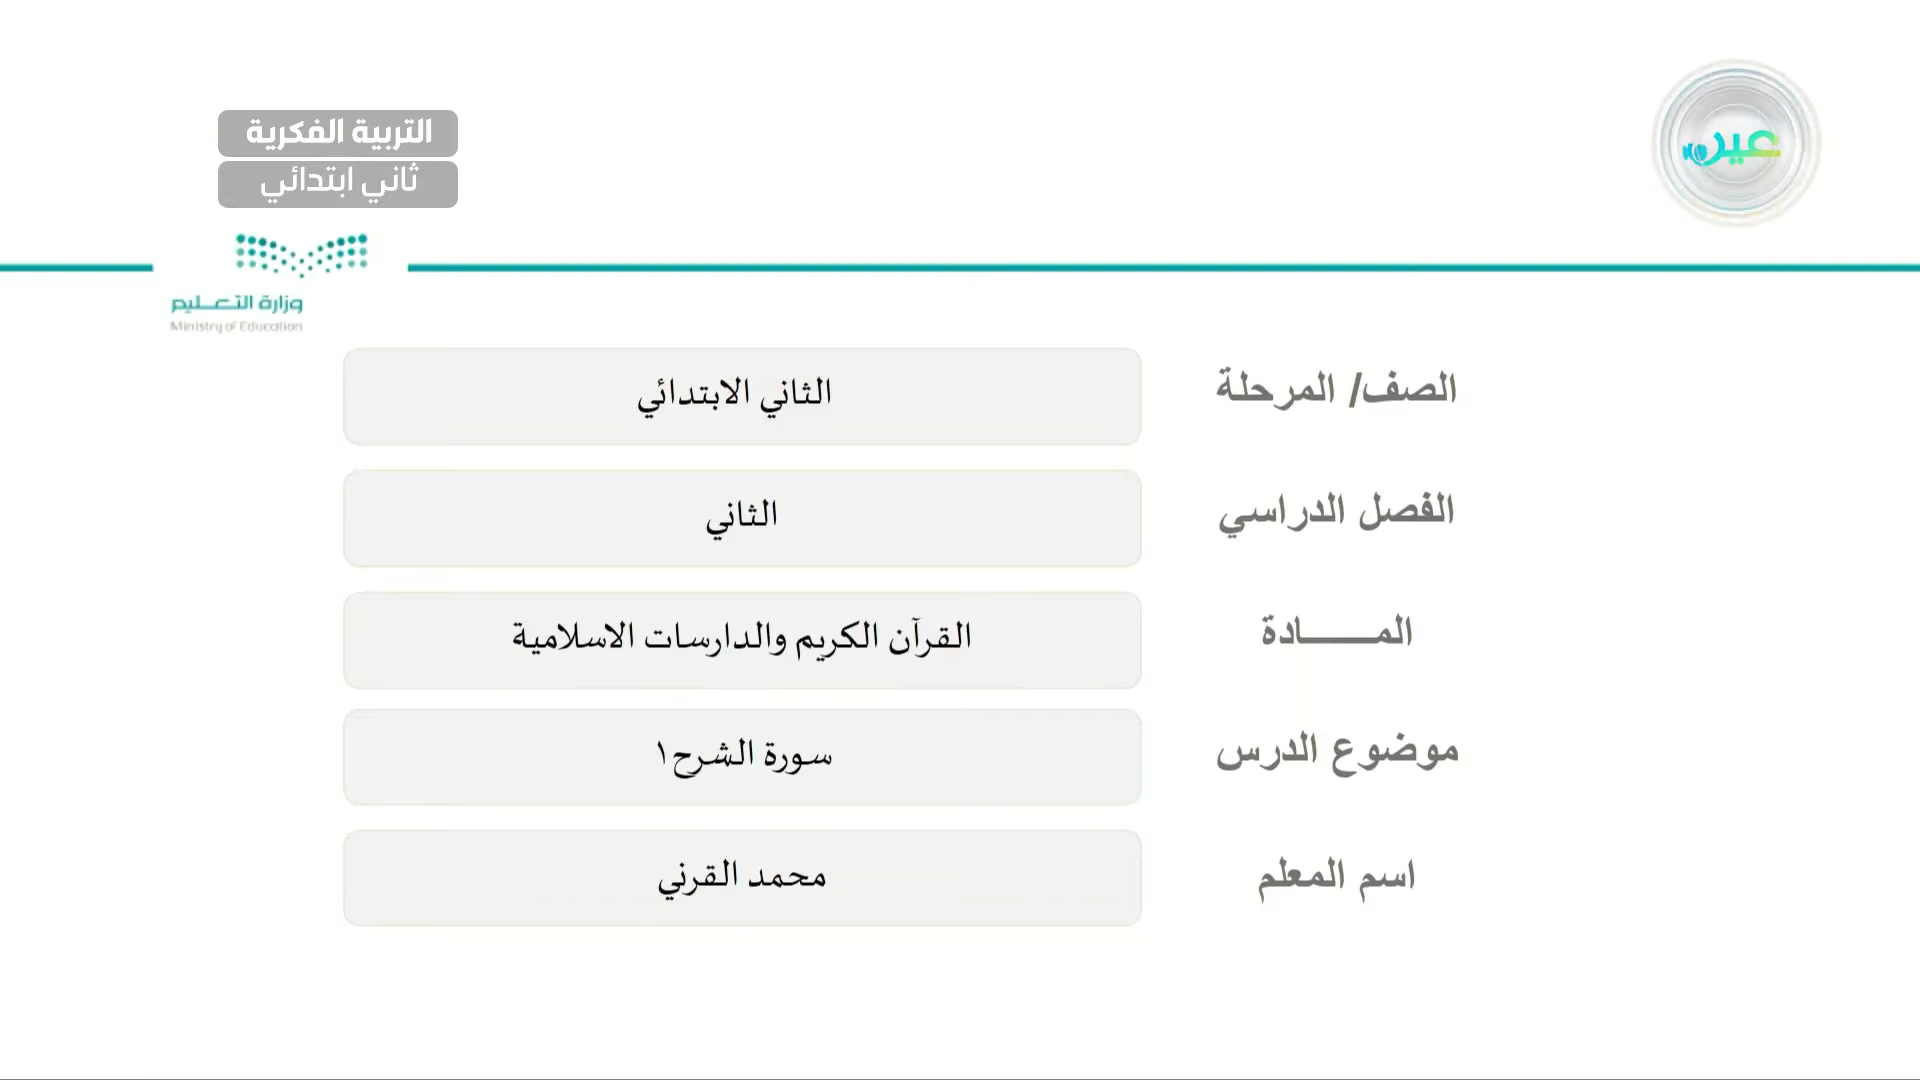 التربية الفكرية
ثاني ابتدائي
عين
وزارة التعليم
Ministry of Education
الصف/ المرحلة
الثاني الابتدائي
الفصل الدراسي
الثاني
المـــــــادة
القرآن الكريم والدارسات الاسلامية
موضوع الدرس
سورة الشرح١
اسم المعلم
محمد القرني